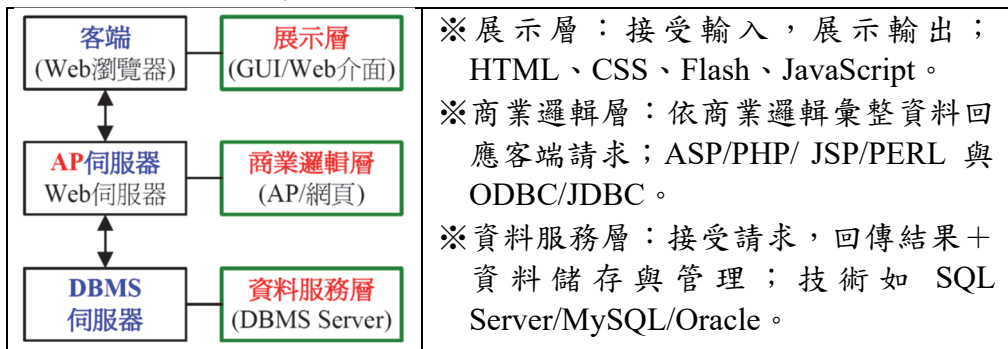 客端
(Web瀏覽器)
展示層
(GUI/Web介面)
AP伺服器
Web伺服器
商業邏輯層
(AP/網頁)
DBMS
伺服器
資料服務層
(DBMS Server)
※展示層：接受輸入，展示輸出；
HTML、CSS、Flash、JavaScript。
※商業邏輯層：依商業邏輯彙整資料回
應客端請求；ASP/PHP/ JSP/PERL 與
ODBC/JDBC。
※資料服務層：接受請求，回傳結果＋
資料儲存與管理；技術如 SQL
Server/MySQL/Oracle。